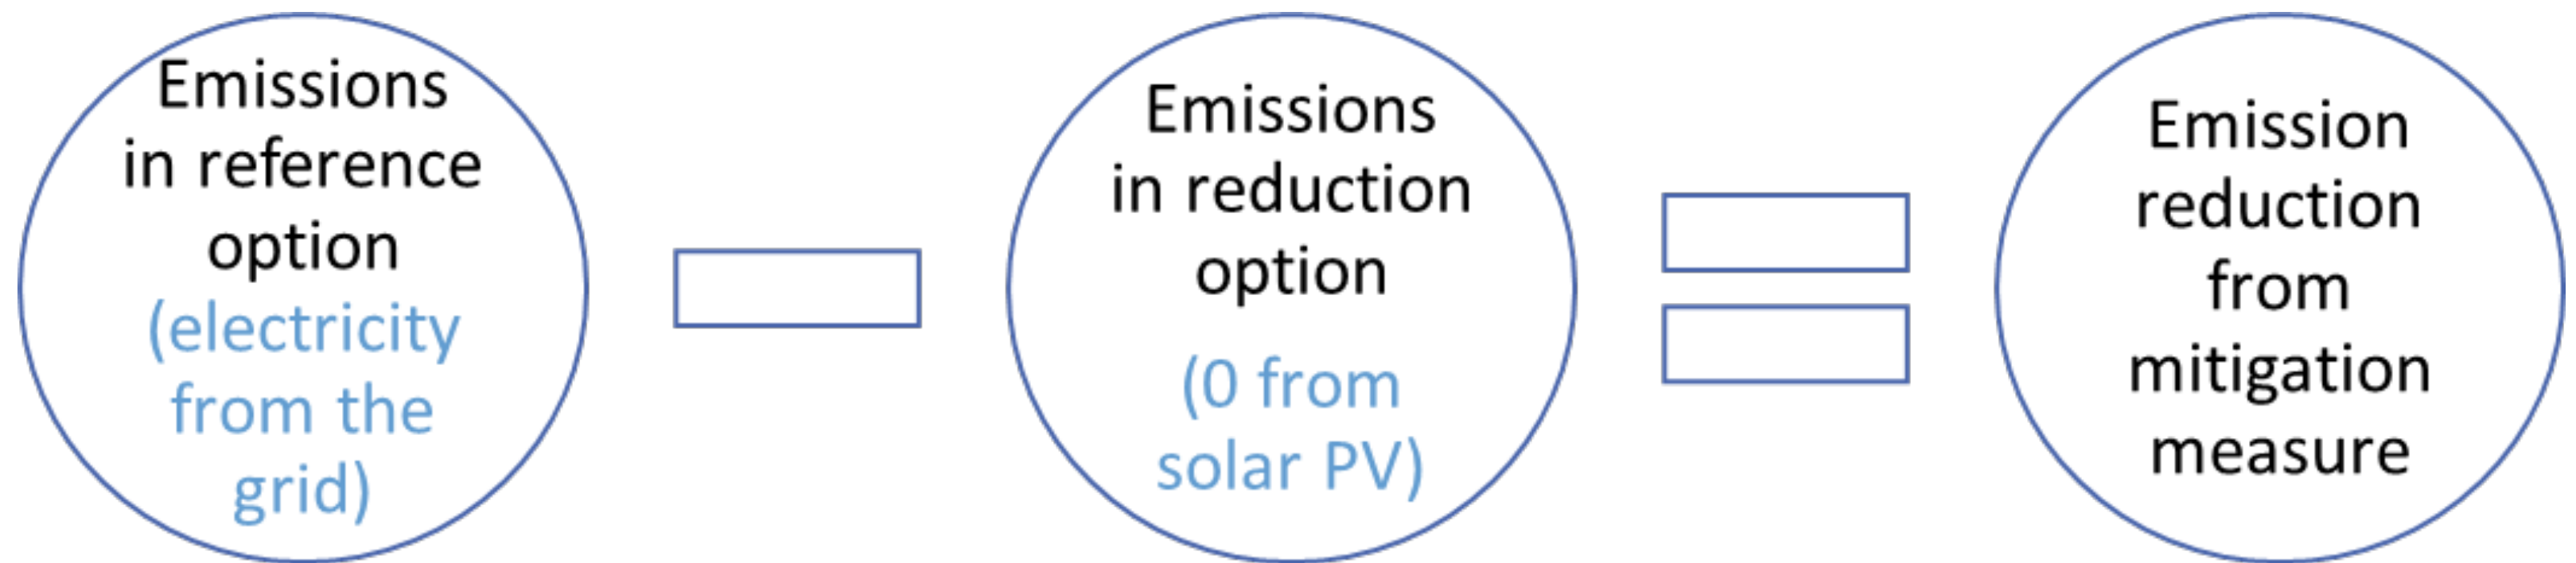 Emissions
in reference
option
(electricity
from the
grid)
Emissions
in reduction
option
(0 from
solar PV)
Emission
reduction
from
mitigation
measure